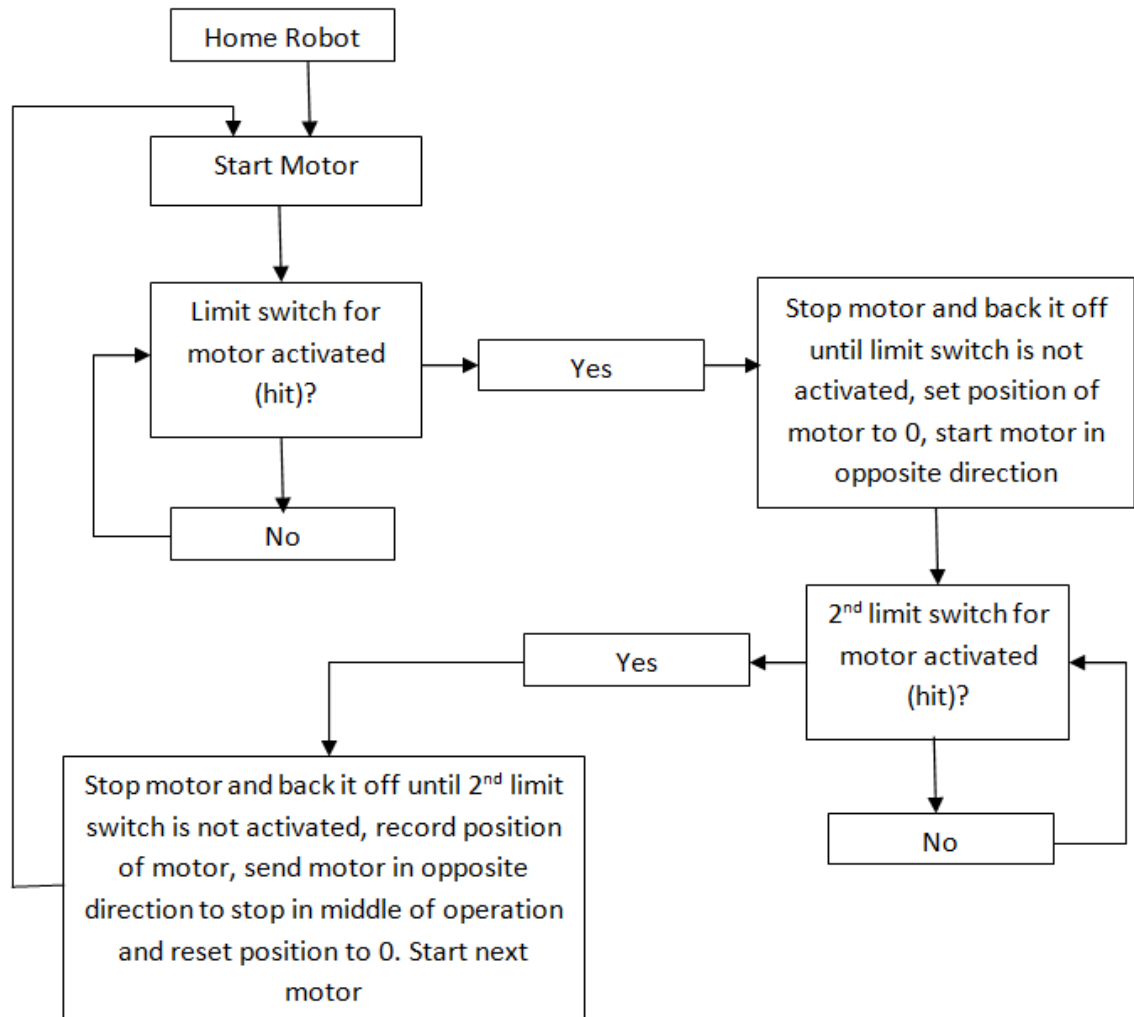 Home Robot
Start Motor
Limit switch for
motor activated
(hit)?
Yes
No
Stop motor and back it off
until limit switch is not
activated, set position of
motor to 0, start motor in
opposite direction
2nd limit switch for
motor activated
(hit)?
Yes
No
Stop motor and back it off until 2nd limit
switch is not activated, record position
of motor, send motor in opposite
direction to stop in middle of operation
and reset position to 0. Start next
motor